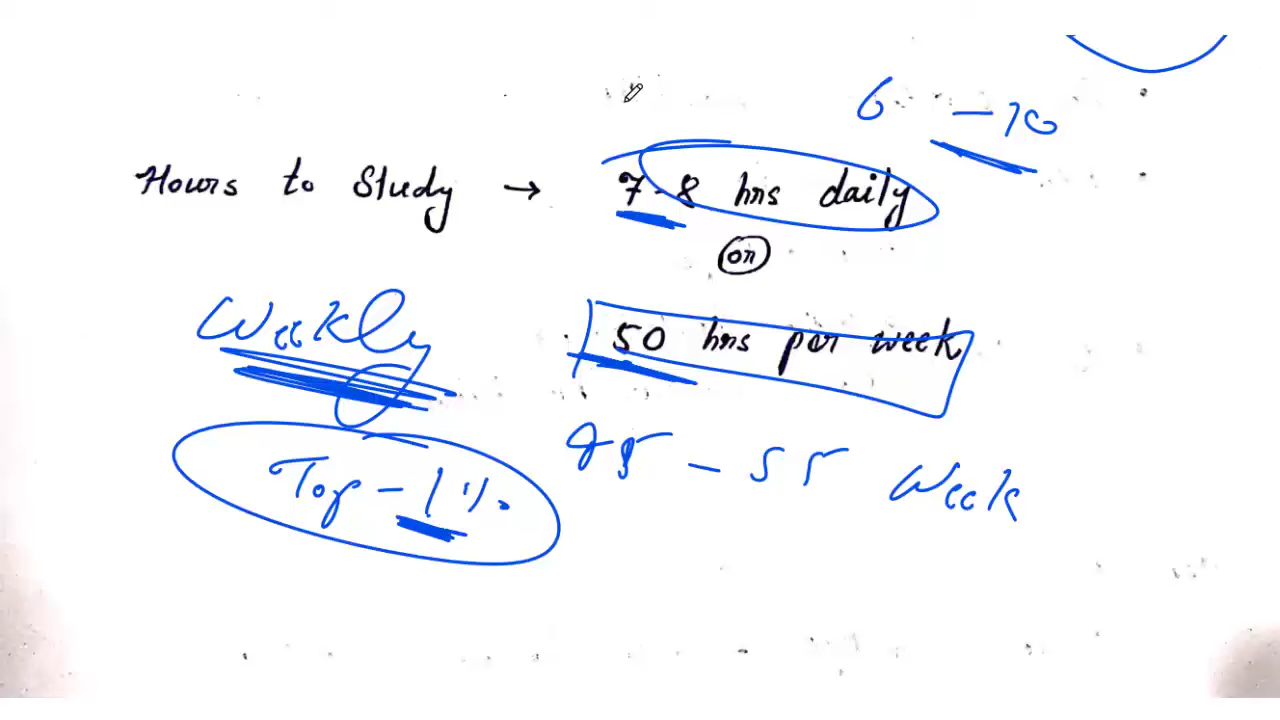 6 - 10
Hours to Study → 7-8 hrs daily
or
Weekly 50 hrs per week
45 - 55 Week
Top - 1%